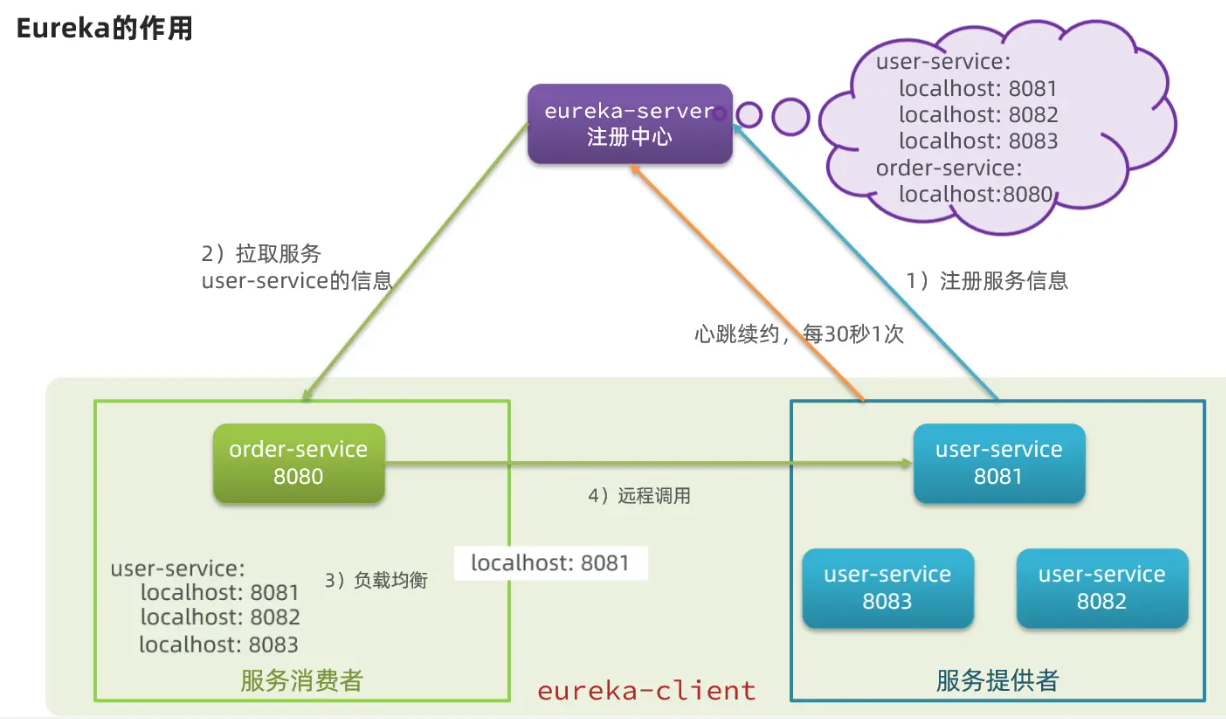 Eureka的作用
eureka-server
注册中心
user-service:
localhost: 8081
localhost: 8082
localhost: 8083
order-service:
localhost:8080
2）拉取服务
user-service的信息
1）注册服务信息
心跳续约，每30秒1次
order-service
8080
4）远程调用
user-service
8081
user-service:
localhost: 8081
localhost: 8082
localhost: 8083
3）负载均衡
localhost: 8081
user-service
8083
user-service
8082
服务消费者
eureka-client
服务提供者